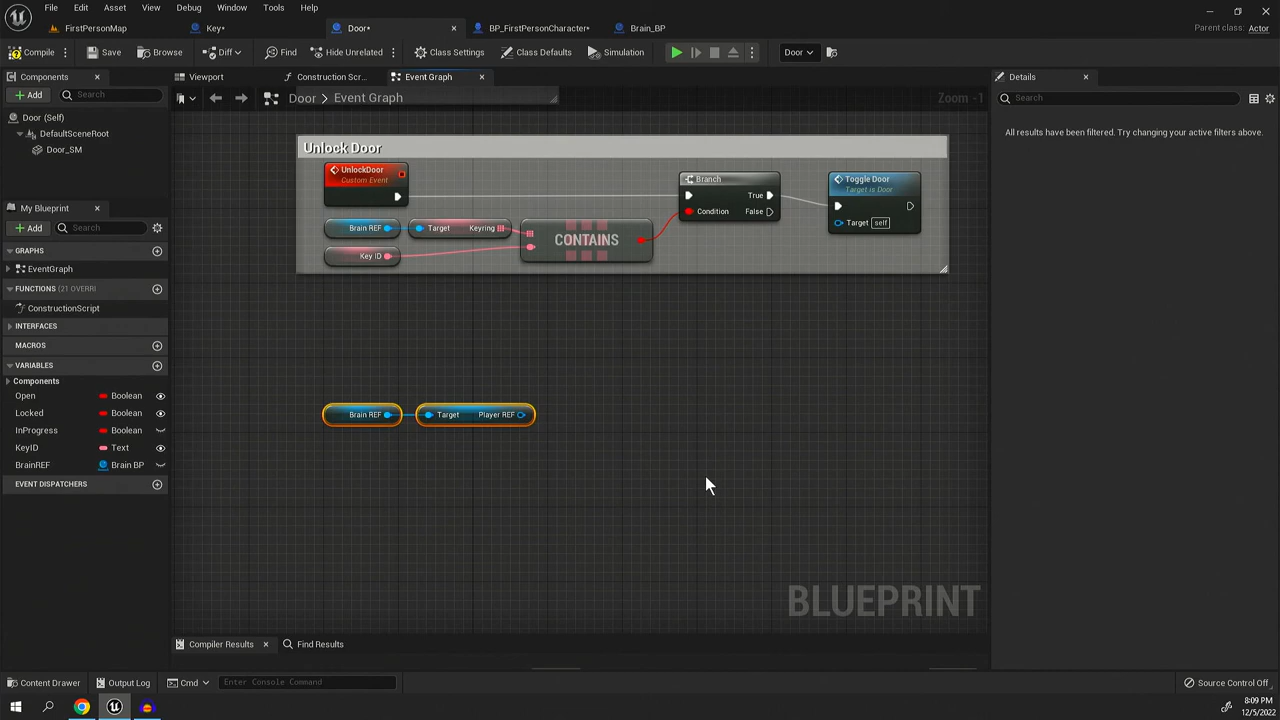 File Edit Asset View Debug Window Tools Help
FirstPersonMap Key* Door* BP_FirstPersonCharacter* Brain_BP Parent class: Actor
Compile Save Browse Diff Find Hide Unrelated Class Settings Class Defaults Simulation Door
Components Viewport Construction Scr... Event Graph Details
Add Search Door Event Graph Zoom -1 Search
Door (Self) All results have been filtered. Try changing your active filters above.
DefaultSceneRoot
Door_SM
Unlock Door
UnlockDoor
Custom Event
Branch
True
Condition False
Toggle Door
Target is Door
Target self
Brain REF Target Keyring
CONTAINS
Key ID
My Blueprint
Add Search
GRAPHS
EventGraph
FUNCTIONS (21 OVERRI
ConstructionScript
INTERFACES
MACROS
VARIABLES
Components
Open Boolean
Locked Boolean
InProgress Boolean
KeyID Text
BrainREF Brain BP
EVENT DISPATCHERS
Brain REF Target Player REF
BLUEPRINT
Compiler Results Find Results
Content Drawer Output Log Cmd Enter Console Command Source Control Off
8:09 PM
12/5/2022